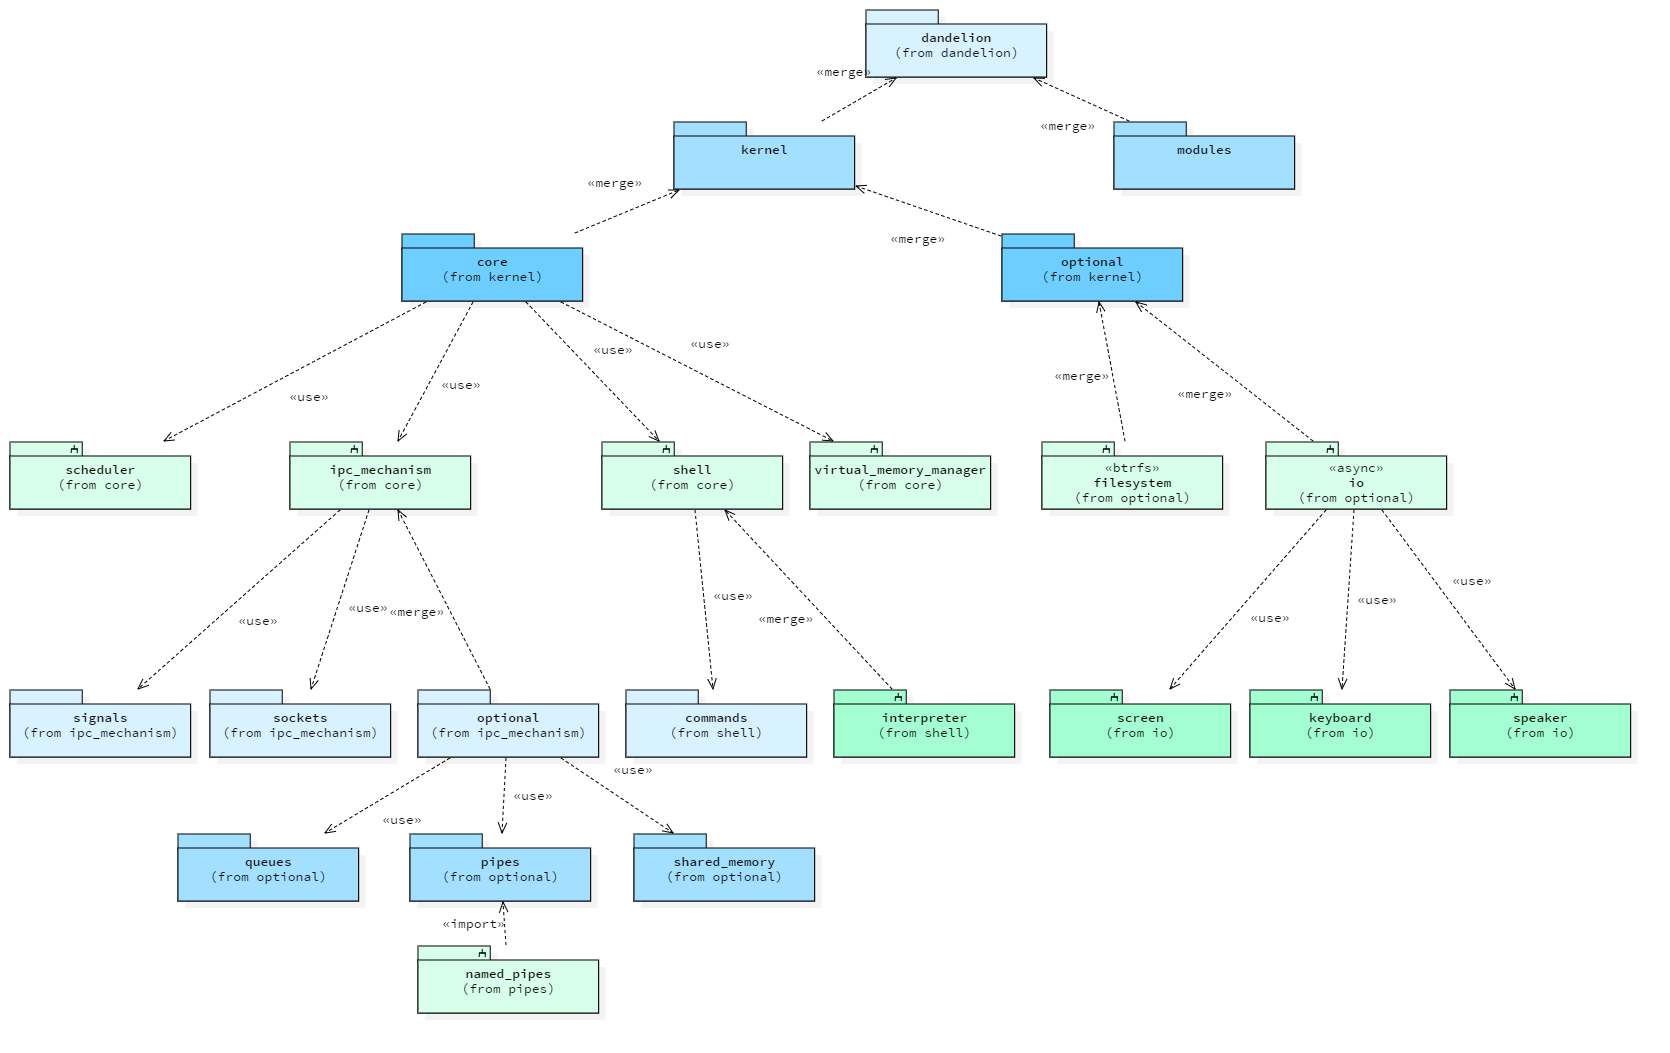 dandelion
(from dandelion)
«merge»
«merge»
kernel
modules
«merge»
«merge»
core
(from kernel)
optional
(from kernel)
«use»
«use»
«use»
«use»
«merge»
«merge»
scheduler
(from core)
ipc_mechanism
(from core)
shell
(from core)
virtual_memory_manager
(from core)
«btrfs»
filesystem
(from optional)
«async»
io
(from optional)
«use»
«use»
«merge»
«use»
«merge»
«use»
«use»
«use»
signals
(from ipc_mechanism)
sockets
(from ipc_mechanism)
optional
(from ipc_mechanism)
commands
(from shell)
interpreter
(from shell)
screen
(from io)
keyboard
(from io)
speaker
(from io)
«use»
«use»
«use»
queues
(from optional)
pipes
(from optional)
shared_memory
(from optional)
«import»
named_pipes
(from pipes)